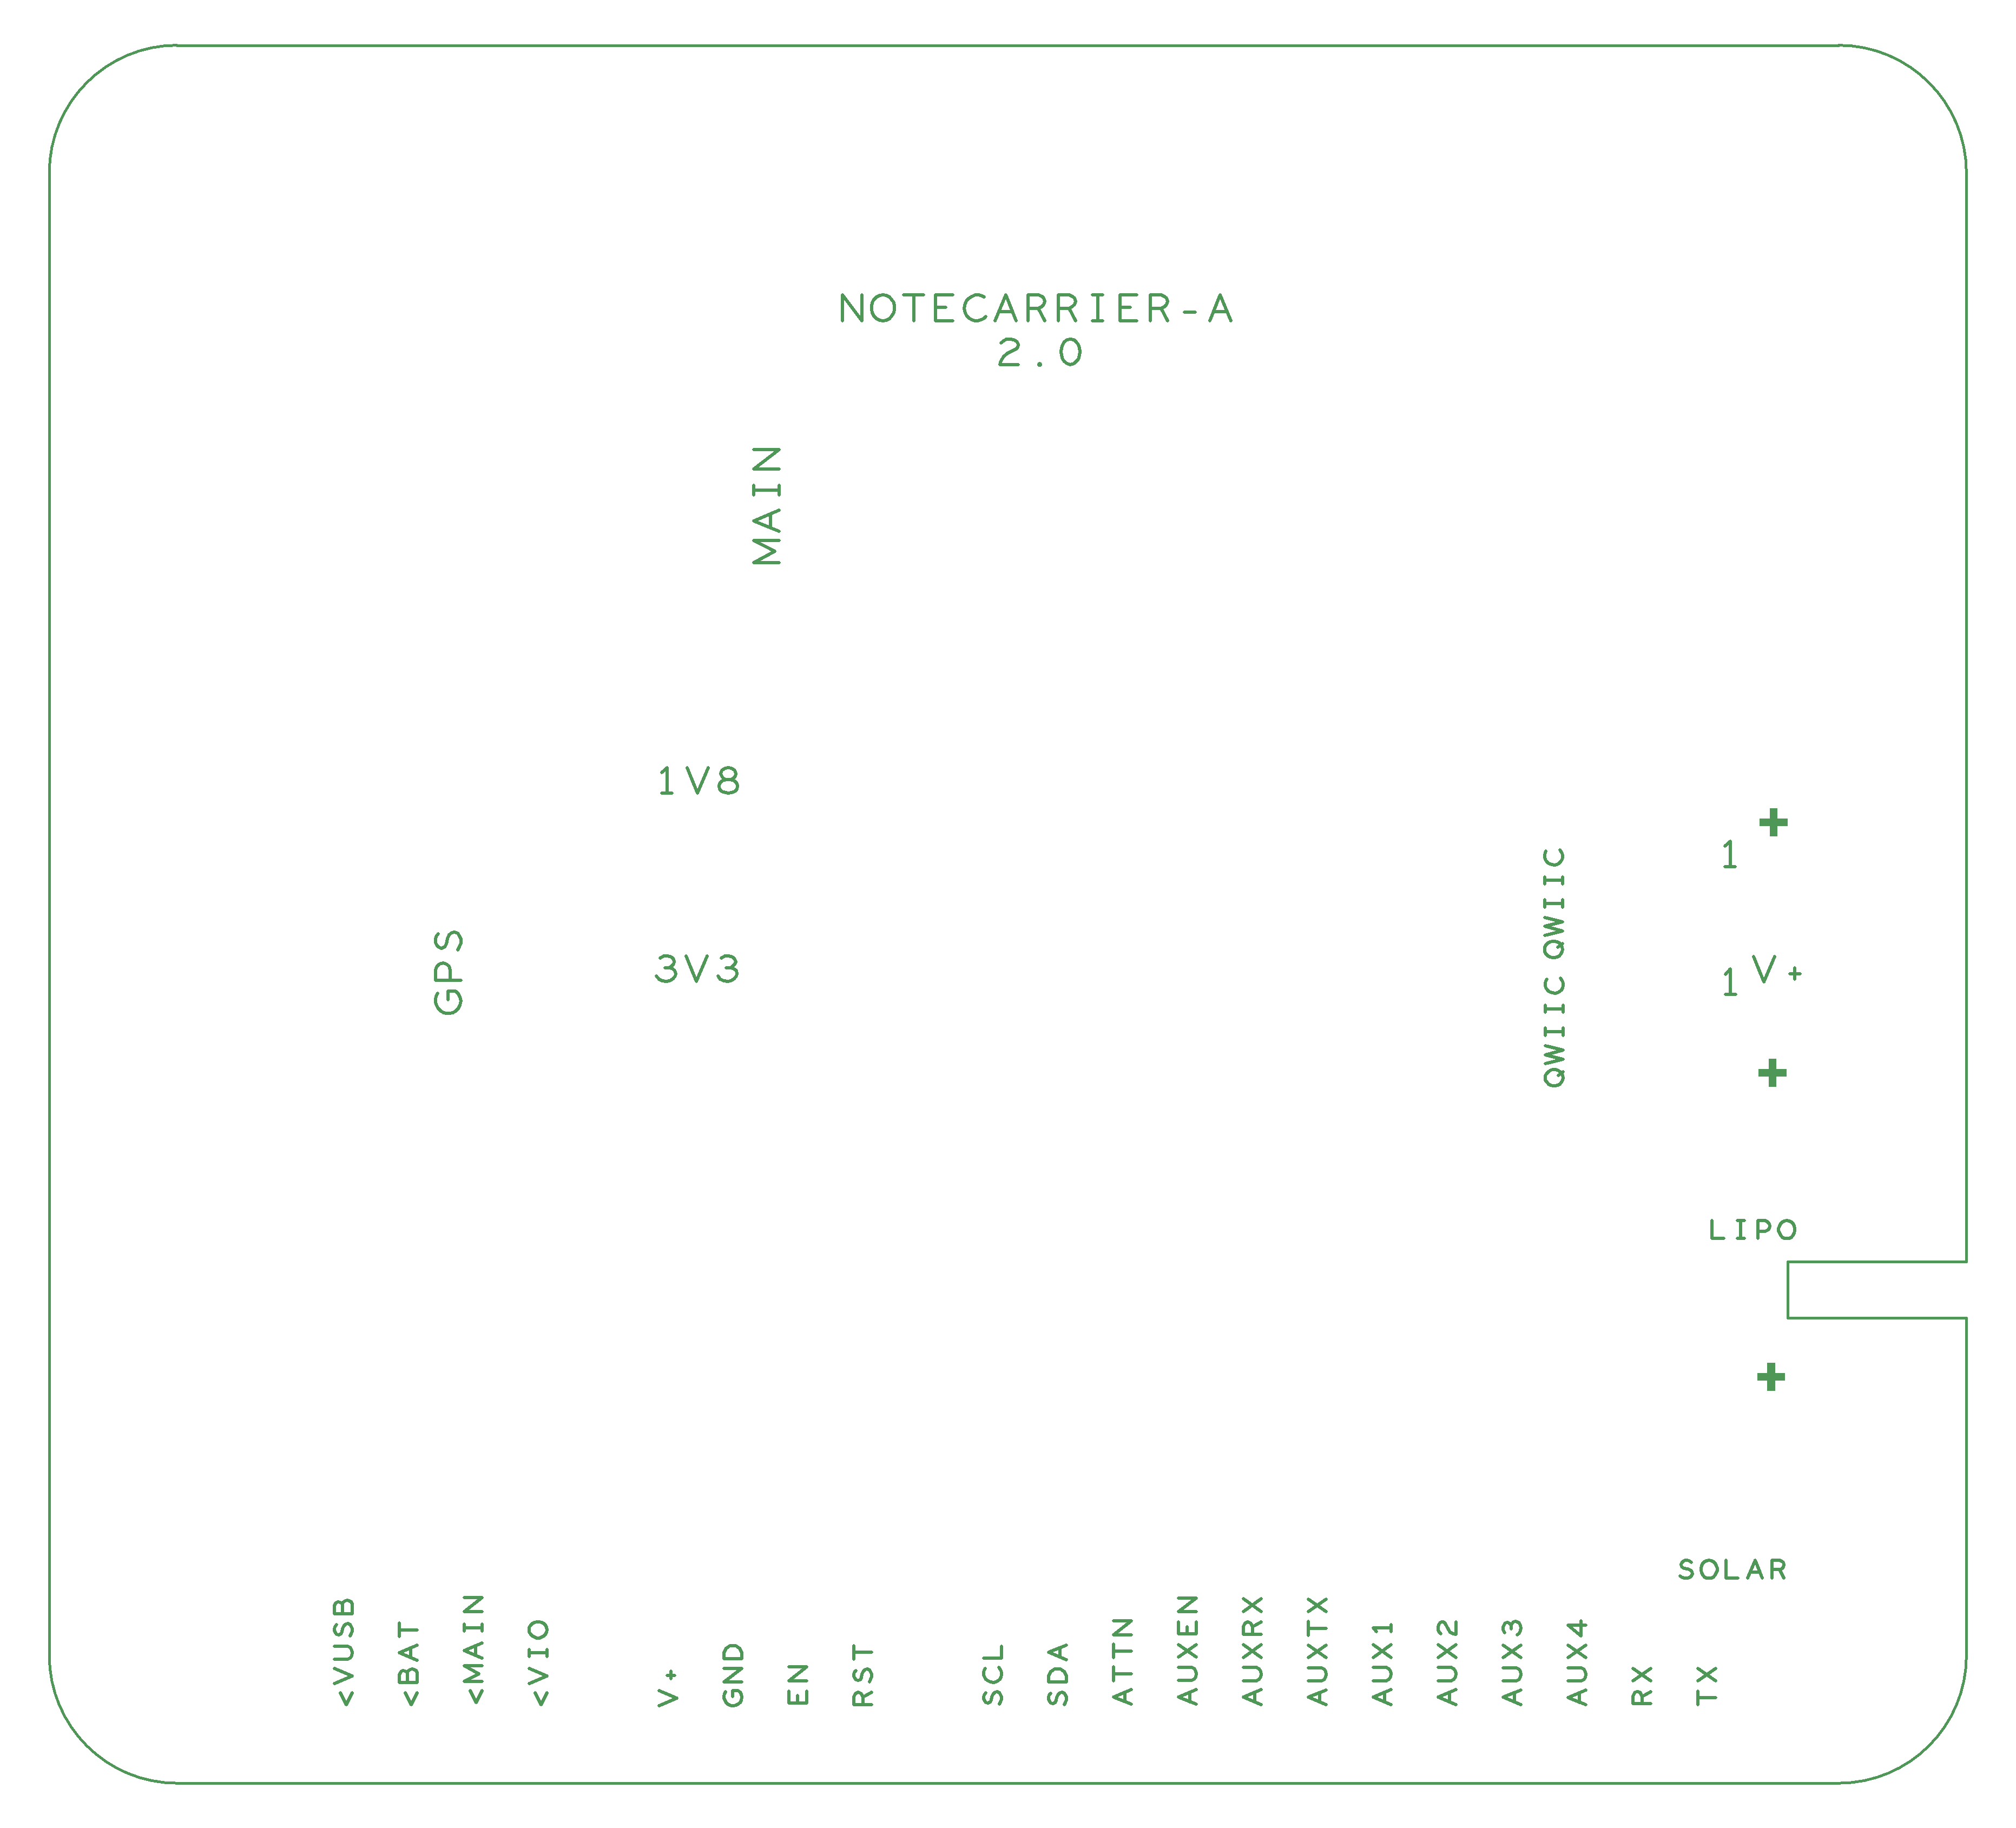 NOTECARRIER-A
2.0
MAIN
1V8
+
1
QWIIC
GPS
3V3
V+
1
QWIIC
+
LIPO
+
SOLAR
<VUSB
<BAT
<MAIN
<VIO
V+
GND
EN
RST
SCL
SDA
ATTN
AUXEN
AUXRX
AUXTX
AUX1
AUX2
AUX3
AUX4
RX
TX